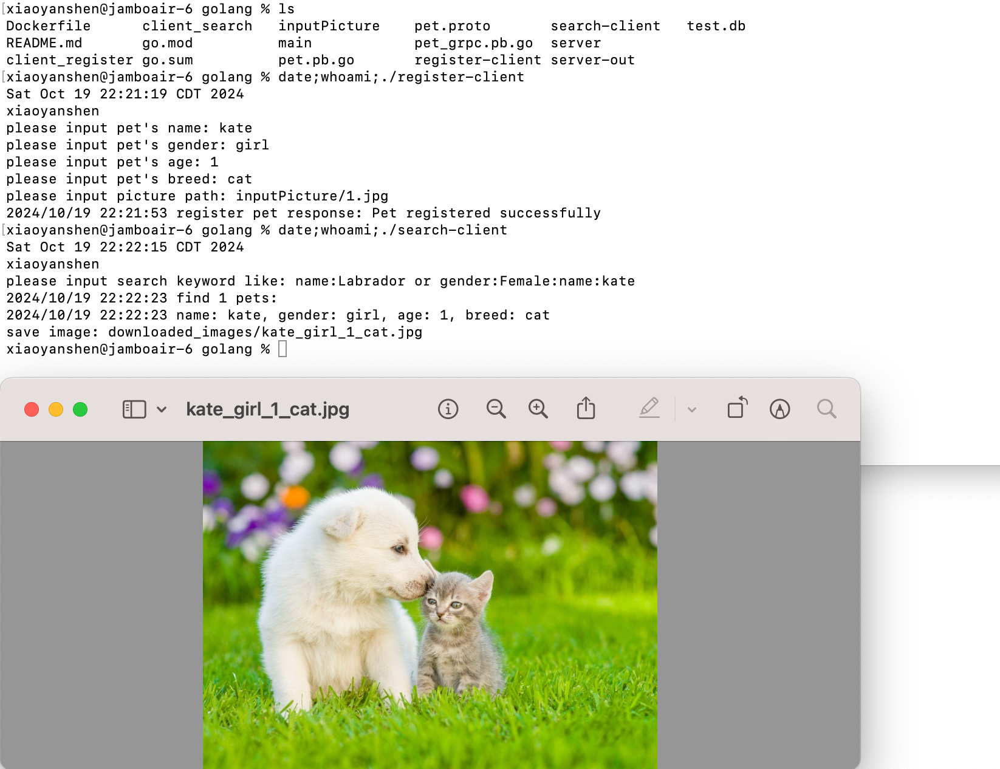 xiaoyanshen@jamboair-6 golang % ls
Dockerfile client_search inputPicture pet.proto search-client test.db
README.md go.mod main pet_grpc.pb.go server
client_register go.sum pet.pb.go register-client server-out
xiaoyanshen@jamboair-6 golang % date;whoami;./register-client
Sat Oct 19 22:21:19 CDT 2024
xiaoyanshen
please input pet's name: kate
please input pet's gender: girl
please input pet's age: 1
please input pet's breed: cat
please input picture path: inputPicture/1.jpg
2024/10/19 22:21:53 register pet response: Pet registered successfully
xiaoyanshen@jamboair-6 golang % date;whoami;./search-client
Sat Oct 19 22:22:15 CDT 2024
xiaoyanshen
please input search keyword like: name:Labrador or gender:Female:name:kate
2024/10/19 22:22:23 find 1 pets:
2024/10/19 22:22:23 name: kate, gender: girl, age: 1, breed: cat
save image: downloaded_images/kate_girl_1_cat.jpg
xiaoyanshen@jamboair-6 golang %
kate_girl_1_cat.jpg